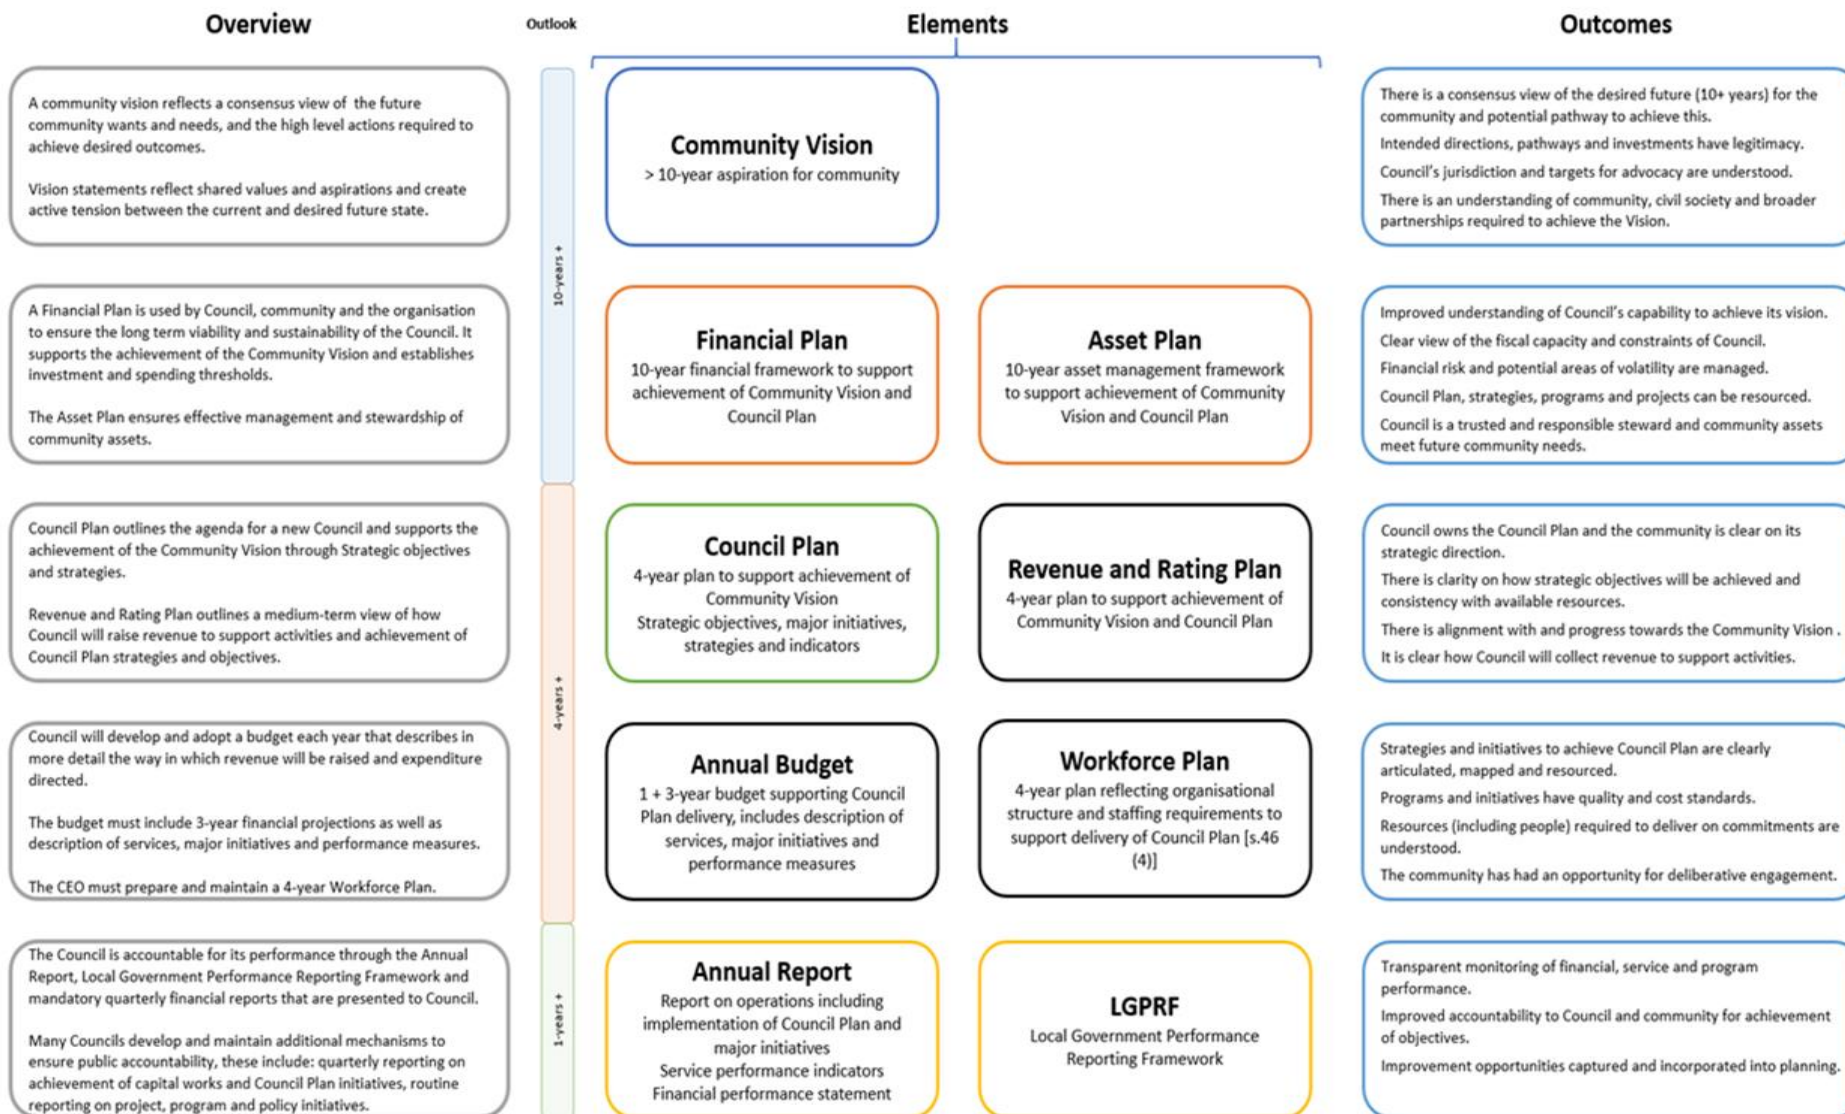 Overview
Outlook
Elements
Outcomes
A community vision reflects a consensus view of the future
community wants and needs, and the high level actions required to
achieve desired outcomes.
Vision statements reflect shared values and aspirations and create
active tension between the current and desired future state.
10-years +
Community Vision
> 10-year aspiration for community
There is a consensus view of the desired future (10+ years) for the
community and potential pathway to achieve this.
Intended directions, pathways and investments have legitimacy.
Council's jurisdiction and targets for advocacy are understood.
There is an understanding of community, civil society and broader
partnerships required to achieve the Vision.
A Financial Plan is used by Council, community and the organisation
to ensure the long term viability and sustainability of the Council. It
supports the achievement of the Community Vision and establishes
investment and spending thresholds.
The Asset Plan ensures effective management and stewardship of
community assets.
Financial Plan
10-year financial framework to support
achievement of Community Vision and
Council Plan
Asset Plan
10-year asset management framework
to support achievement of Community
Vision and Council Plan
Improved understanding of Council's capability to achieve its vision.
Clear view of the fiscal capacity and constraints of Council.
Financial risk and potential areas of volatility are managed.
Council Plan, strategies, programs and projects can be resourced.
Council is a trusted and responsible steward and community assets
meet future community needs.
Council Plan outlines the agenda for a new Council and supports the
achievement of the Community Vision through Strategic objectives
and strategies.
Revenue and Rating Plan outlines a medium-term view of how
Council will raise revenue to support activities and achievement of
Council Plan strategies and objectives.
4-years +
Council Plan
4-year plan to support achievement of
Community Vision
Strategic objectives, major initiatives,
strategies and indicators
Revenue and Rating Plan
4-year plan to support achievement of
Community Vision and Council Plan
Council owns the Council Plan and the community is clear on its
strategic direction.
There is clarity on how strategic objectives will be achieved and
consistency with available resources.
There is alignment with and progress towards the Community Vision .
It is clear how Council will collect revenue to support activities.
Council will develop and adopt a budget each year that describes in
more detail the way in which revenue will be raised and expenditure
directed.
The budget must include 3-year financial projections as well as
description of services, major initiatives and performance measures.
The CEO must prepare and maintain a 4-year Workforce Plan.
Annual Budget
1 + 3-year budget supporting Council
Plan delivery, includes description of
services, major initiatives and
performance measures
Workforce Plan
4-year plan reflecting organisational
structure and staffing requirements to
support delivery of Council Plan [s.46
(4)]
Strategies and initiatives to achieve Council Plan are clearly
articulated, mapped and resourced.
Programs and initiatives have quality and cost standards.
Resources (including people) required to deliver on commitments are
understood.
The community has had an opportunity for deliberative engagement.
The Council is accountable for its performance through the Annual
Report, Local Government Performance Reporting Framework and
mandatory quarterly financial reports that are presented to Council.
Many Councils develop and maintain additional mechanisms to
ensure public accountability, these include: quarterly reporting on
achievement of capital works and Council Plan initiatives, routine
reporting on project, program and policy initiatives.
1-years +
Annual Report
Report on operations including
implementation of Council Plan and
major initiatives
Service performance indicators
Financial performance statement
LGPRF
Local Government Performance
Reporting Framework
Transparent monitoring of financial, service and program
performance.
Improved accountability to Council and community for achievement
of objectives.
Improvement opportunities captured and incorporated into planning.